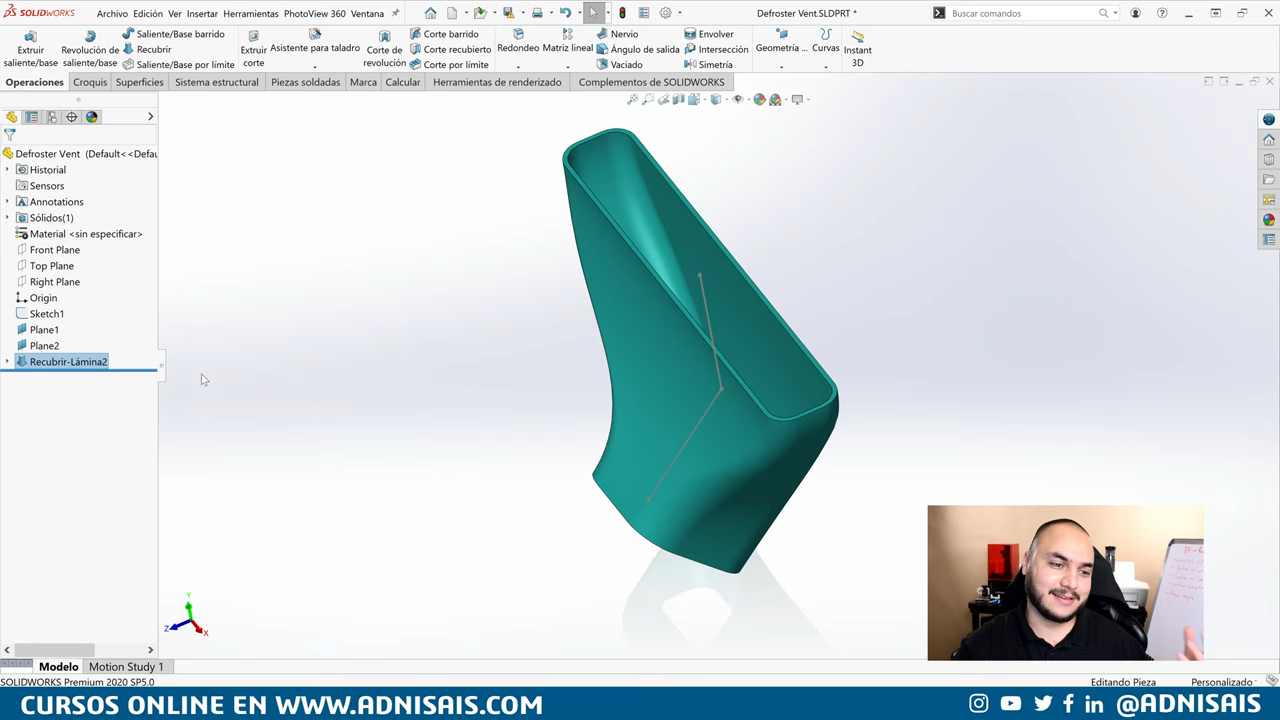 SOLIDWORKS
Archivo Edición Ver Insertar Herramientas PhotoView 360 Ventana
Defroster Vent.SLDPRT *
Buscar comandos
Extruir saliente/base
Revolución de saliente/base
Saliente/Base barrido
Recubrir
Saliente/Base por límite
Extruir corte
Asistente para taladro
Corte de revolución
Corte barrido
Corte recubierto
Corte por límite
Redondeo
Matriz lineal
Nervio
Ángulo de salida
Vaciado
Envolver
Intersección
Simetría
Geometría ...
Curvas
Instant 3D
Operaciones Croquis Superficies Sistema estructural Piezas soldadas Marca Calcular Herramientas de renderizado Complementos de SOLIDWORKS
Defroster Vent (Default<<Defau
Historial
Sensors
Annotations
Sólidos(1)
Material <sin especificar>
Front Plane
Top Plane
Right Plane
Origin
Sketch1
Plane1
Plane2
Recubrir-Lámina2
Y
Z
X
Modelo Motion Study 1
SOLIDWORKS Premium 2020 SP5.0
Editando Pieza
Personalizado
CURSOS ONLINE EN WWW.ADNISAIS.COM
@ADNISAIS